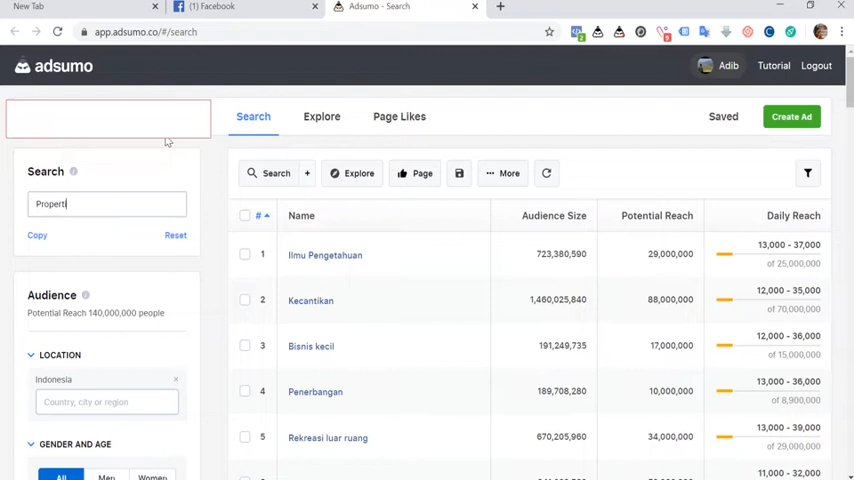 New Tab
(1) Facebook
Adsumo - Search
app.adsumo.co/#/search
adsumo
Adib
Tutorial
Logout
Search
Explore
Page Likes
Saved
Create Ad
Search
Properti
Copy
Reset
Search
+
Explore
Page
More
# Name Audience Size Potential Reach Daily Reach
1 Ilmu Pengetahuan 723,380,590 29,000,000 13,000 - 37,000
of 25,000,000
2 Kecantikan 1,460,025,840 88,000,000 12,000 - 35,000
of 70,000,000
3 Bisnis kecil 191,249,735 17,000,000 12,000 - 36,000
of 15,000,000
4 Penerbangan 189,708,280 10,000,000 13,000 - 36,000
of 8,900,000
5 Rekreasi luar ruang 670,205,960 34,000,000 13,000 - 39,000
of 29,000,000
11,000 - 32,000
Audience
Potential Reach 140,000,000 people
LOCATION
Indonesia
Country, city or region
GENDER AND AGE
All
Men
Women